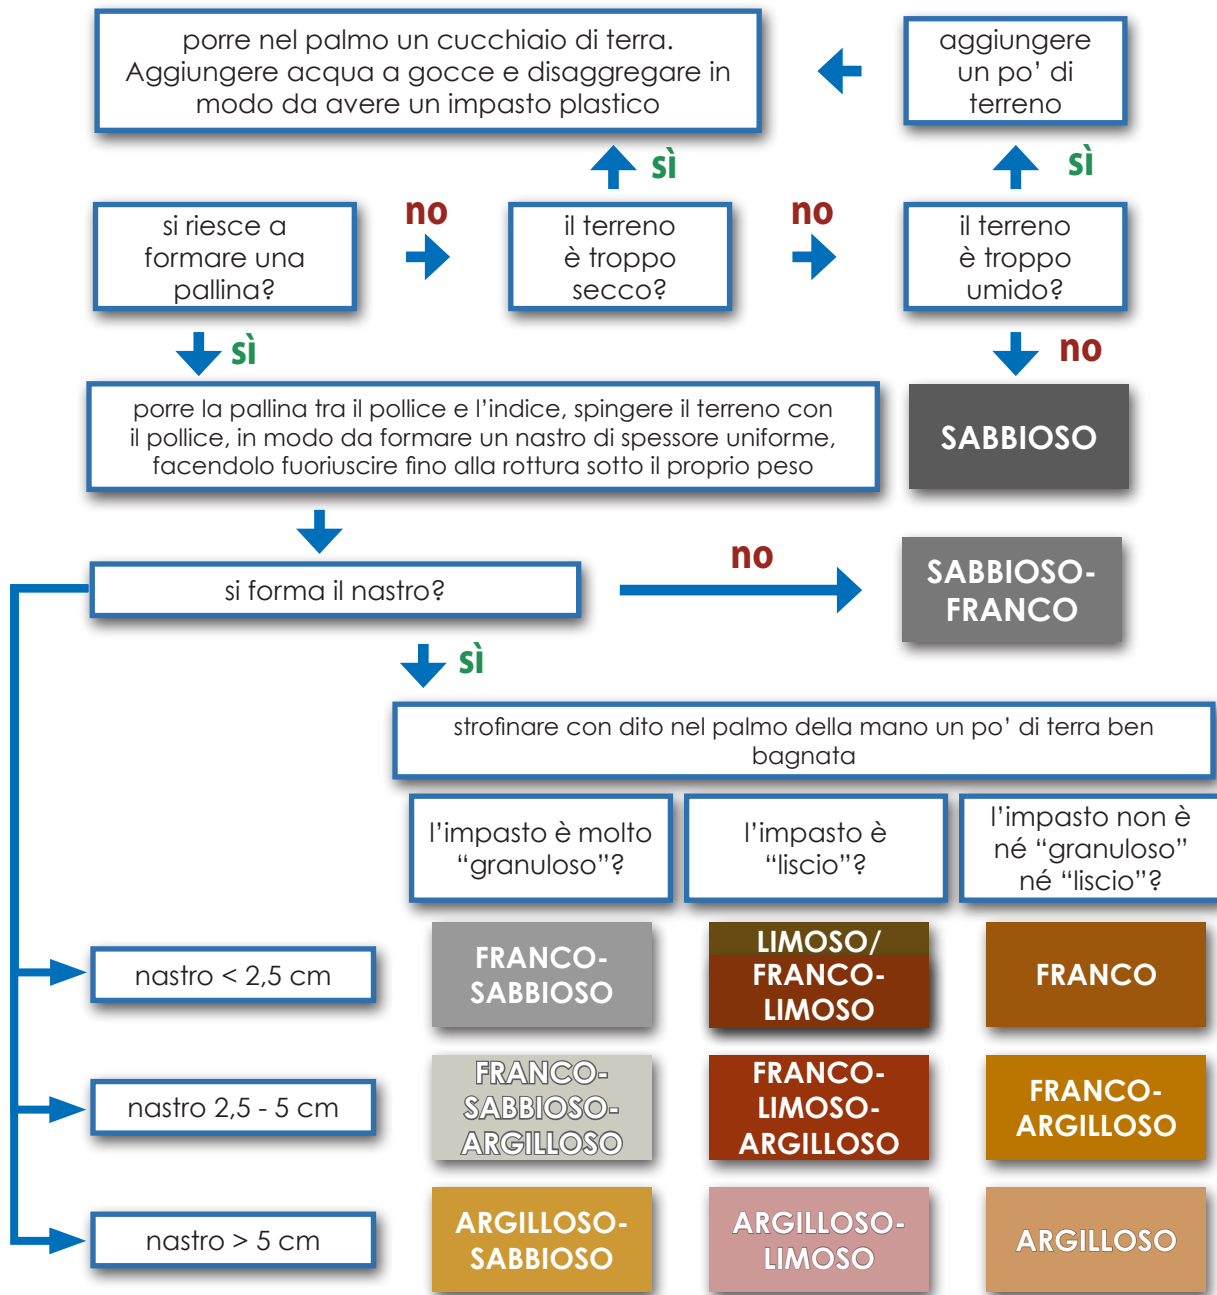 porre nel palmo un cucchiaio di terra.
Aggiungere acqua a gocce e disaggregare in
modo da avere un impasto plastico
aggiungere
un po’ di
terreno
sì
sì
si riesce a
formare una
pallina?
no
il terreno
è troppo
secco?
no
il terreno
è troppo
umido?
sì
no
porre la pallina tra il pollice e l’indice, spingere il terreno con
il pollice, in modo da formare un nastro di spessore uniforme,
facendolo fuoriuscire fino alla rottura sotto il proprio peso
SABBIOSO
si forma il nastro?
no
SABBIOSO-
FRANCO
sì
strofinare con dito nel palmo della mano un po’ di terra ben
bagnata
l’impasto è molto
“granuloso”?
l’impasto è
“liscio”?
l’impasto non è
né “granuloso”
né “liscio”?
nastro < 2,5 cm
FRANCO-
SABBIOSO
LIMOSO/
FRANCO-
LIMOSO
FRANCO
nastro 2,5 - 5 cm
FRANCO-
SABBIOSO-
ARGILLOSO
FRANCO-
LIMOSO-
ARGILLOSO
FRANCO-
ARGILLOSO
nastro > 5 cm
ARGILLOSO-
SABBIOSO
ARGILLOSO-
LIMOSO
ARGILLOSO